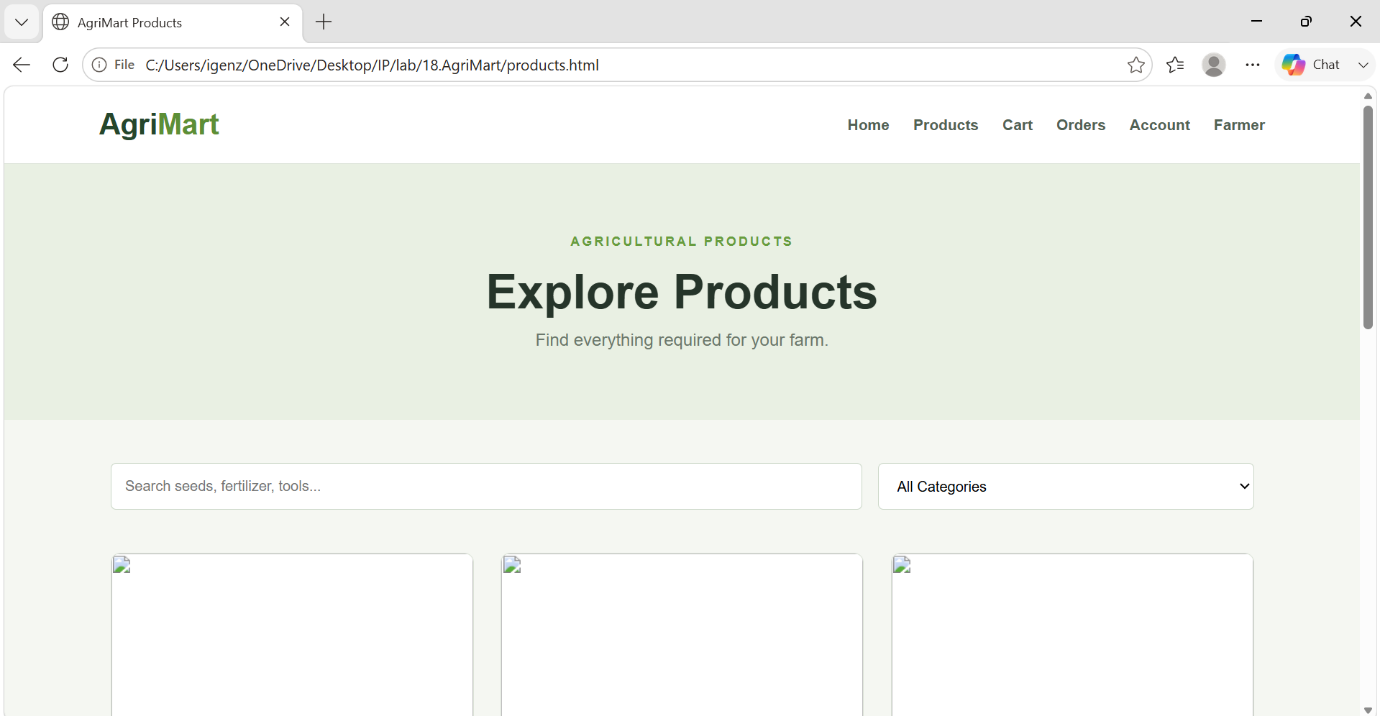 AgriMart Products
File C:/Users/igenz/OneDrive/Desktop/IP/lab/18.AgriMart/products.html
Chat
AgriMart
Home Products Cart Orders Account Farmer
AGRICULTURAL PRODUCTS
Explore Products
Find everything required for your farm.
Search seeds, fertilizer, tools...
All Categories